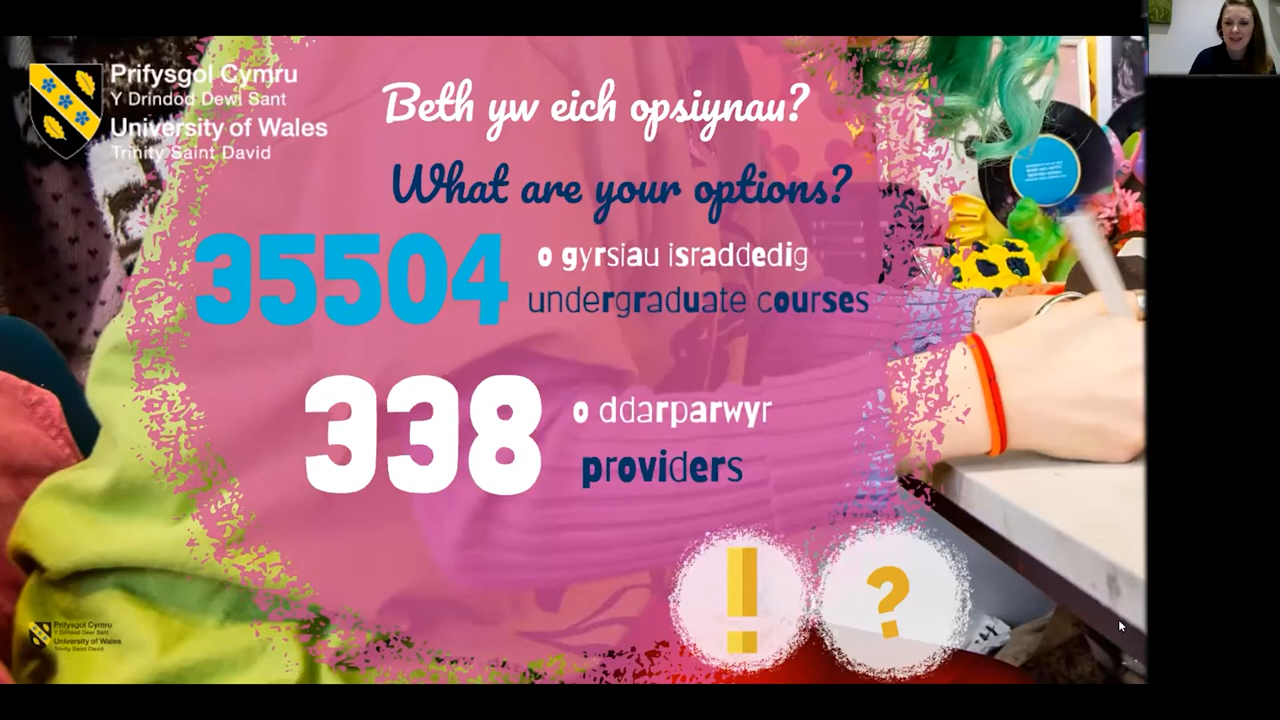 Prifysgol Cymru
Y Drindod Dewi Sant
University of Wales
Trinity Saint David
Beth yw eich opsiynau?
What are your options?
35504
o gyrsiau israddedig
undergraduate courses
338
o ddarparwyr
providers
! ?
Prifysgol Cymru
Y Drindod Dewi Sant
University of Wales
Trinity Saint David